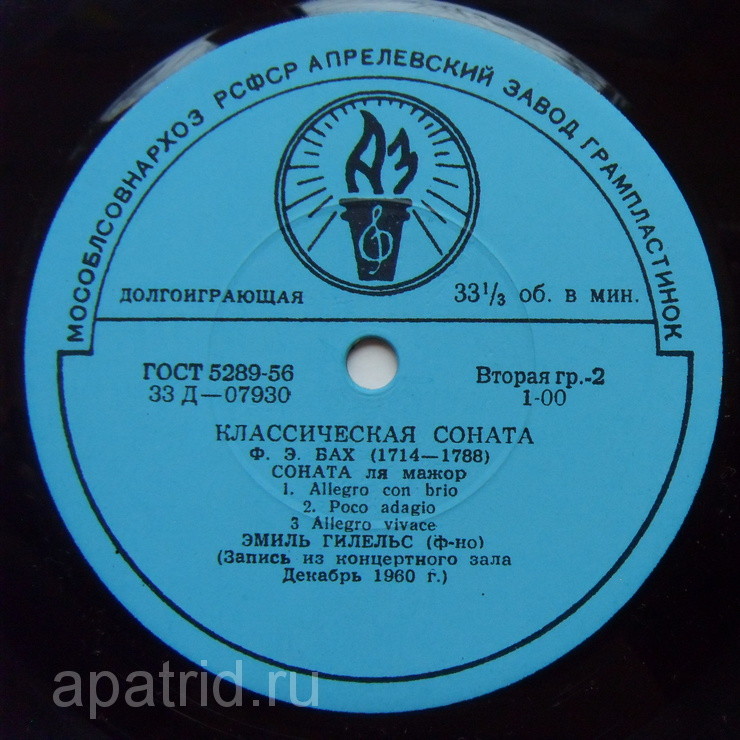 МОСОБЛСОВНАРХОЗ РСФСР АПРЕЛЕВСКИЙ ЗАВОД ГРАМПЛАСТИНОК
АЗ
ДОЛГОИГРАЮЩАЯ 33⅓ об. в мин.
ГОСТ 5289-56 Вторая гр.-2
33 Д—07930 1-00
КЛАССИЧЕСКАЯ СОНАТА
Ф. Э. БАХ (1714—1788)
СОНАТА ля мажор
1. Allegro con brio
2. Poco adagio
3 Allegro vivace
ЭМИЛЬ ГИЛЕЛЬС (ф-но)
(Запись из концертного зала
Декабрь 1960 г.)
apatrid.ru